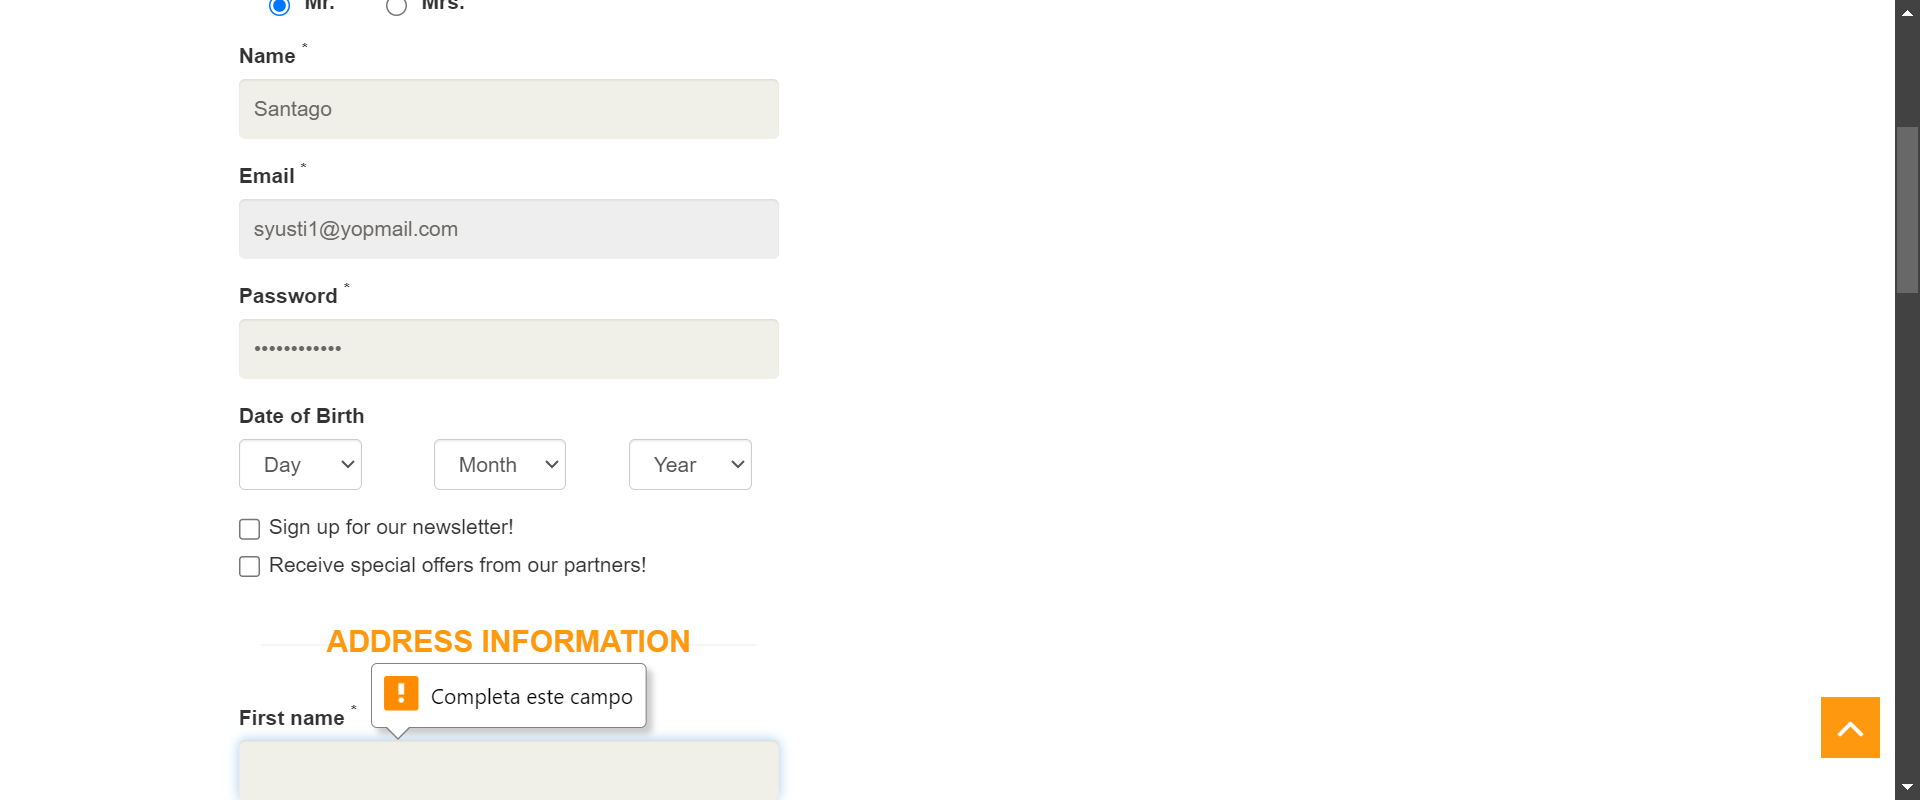 Mr. Mrs.
Name *
Santago
Email *
syusti1@yopmail.com
Password *
••••••••••••
Date of Birth
Day Month Year
Sign up for our newsletter!
Receive special offers from our partners!
ADDRESS INFORMATION
Completa este campo
First name *